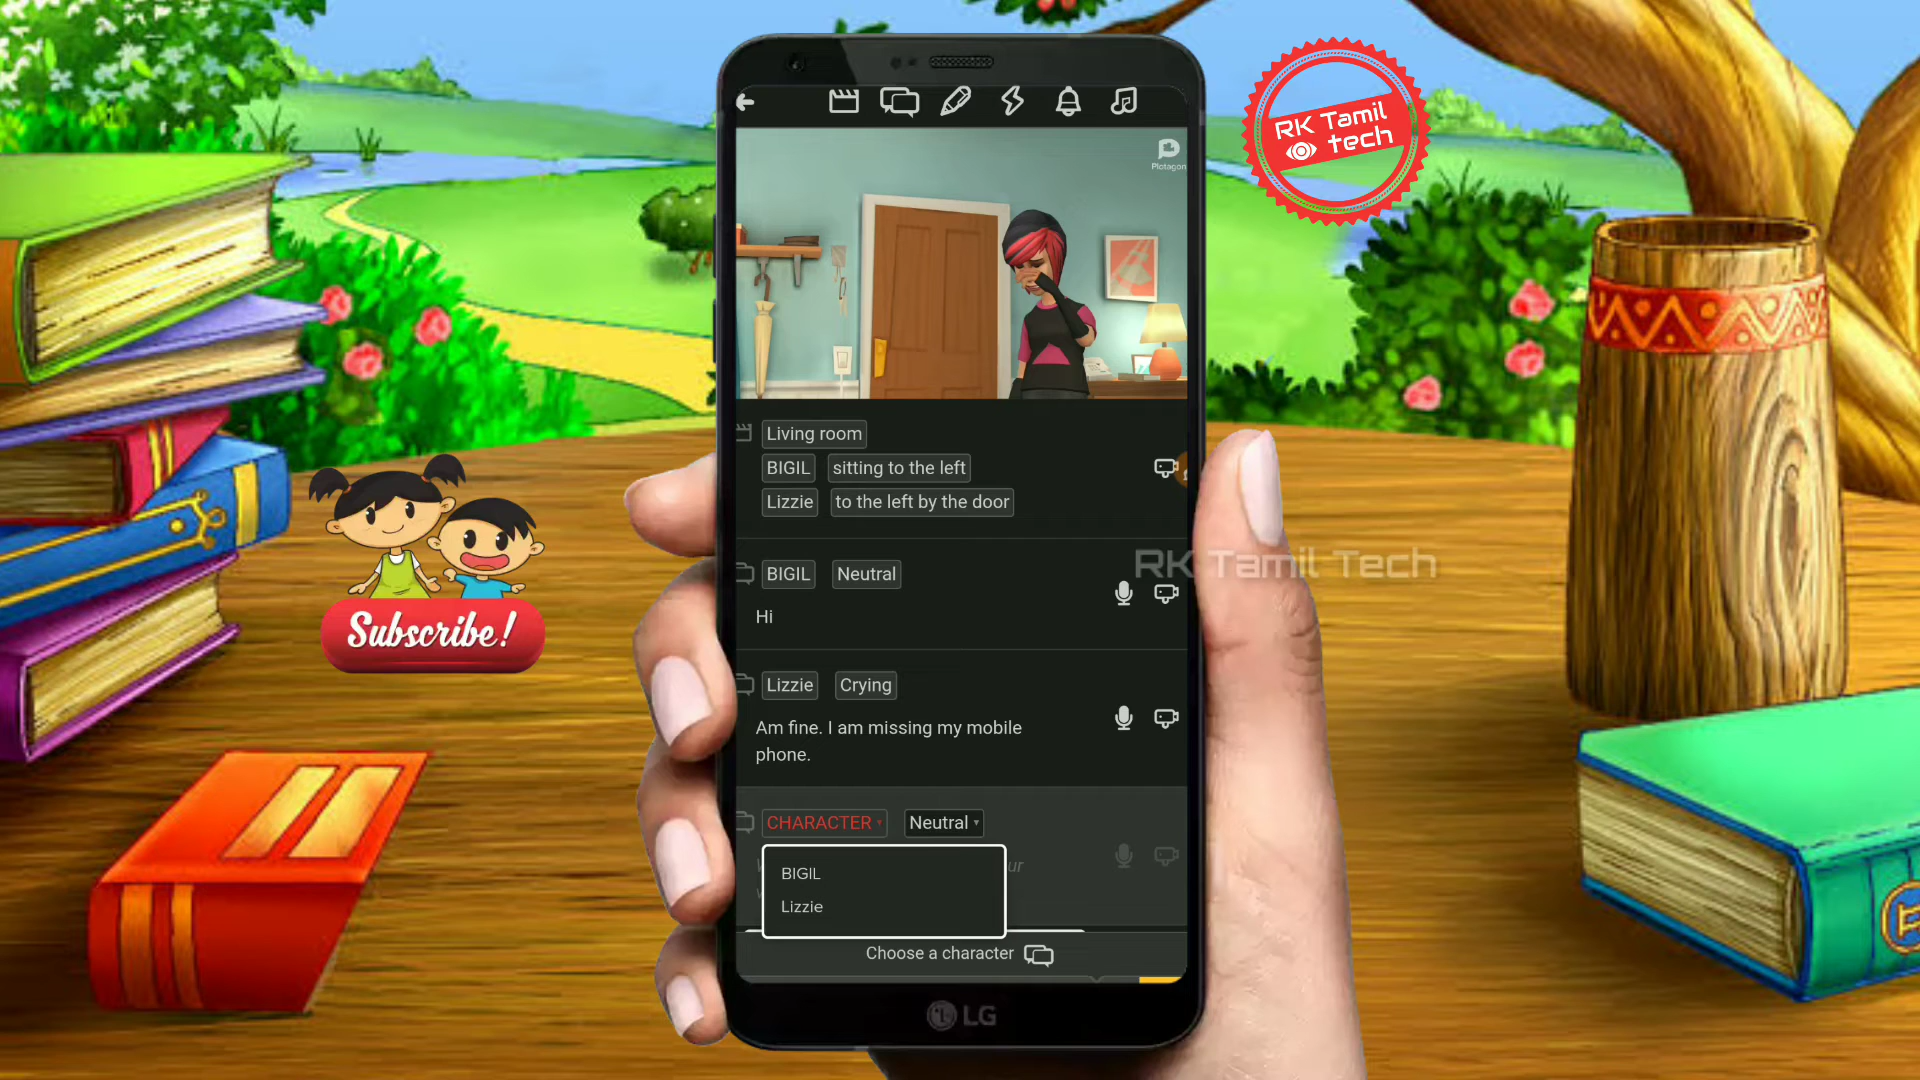 RK Tamil
tech
Plotagon
Living room
BIGIL sitting to the left
Lizzie to the left by the door
RK Tamil Tech
BIGIL Neutral
Hi
Lizzie Crying
Am fine. I am missing my mobile
phone.
CHARACTER Neutral
ur
BIGIL
Lizzie
Choose a character
Subscribe!
LG